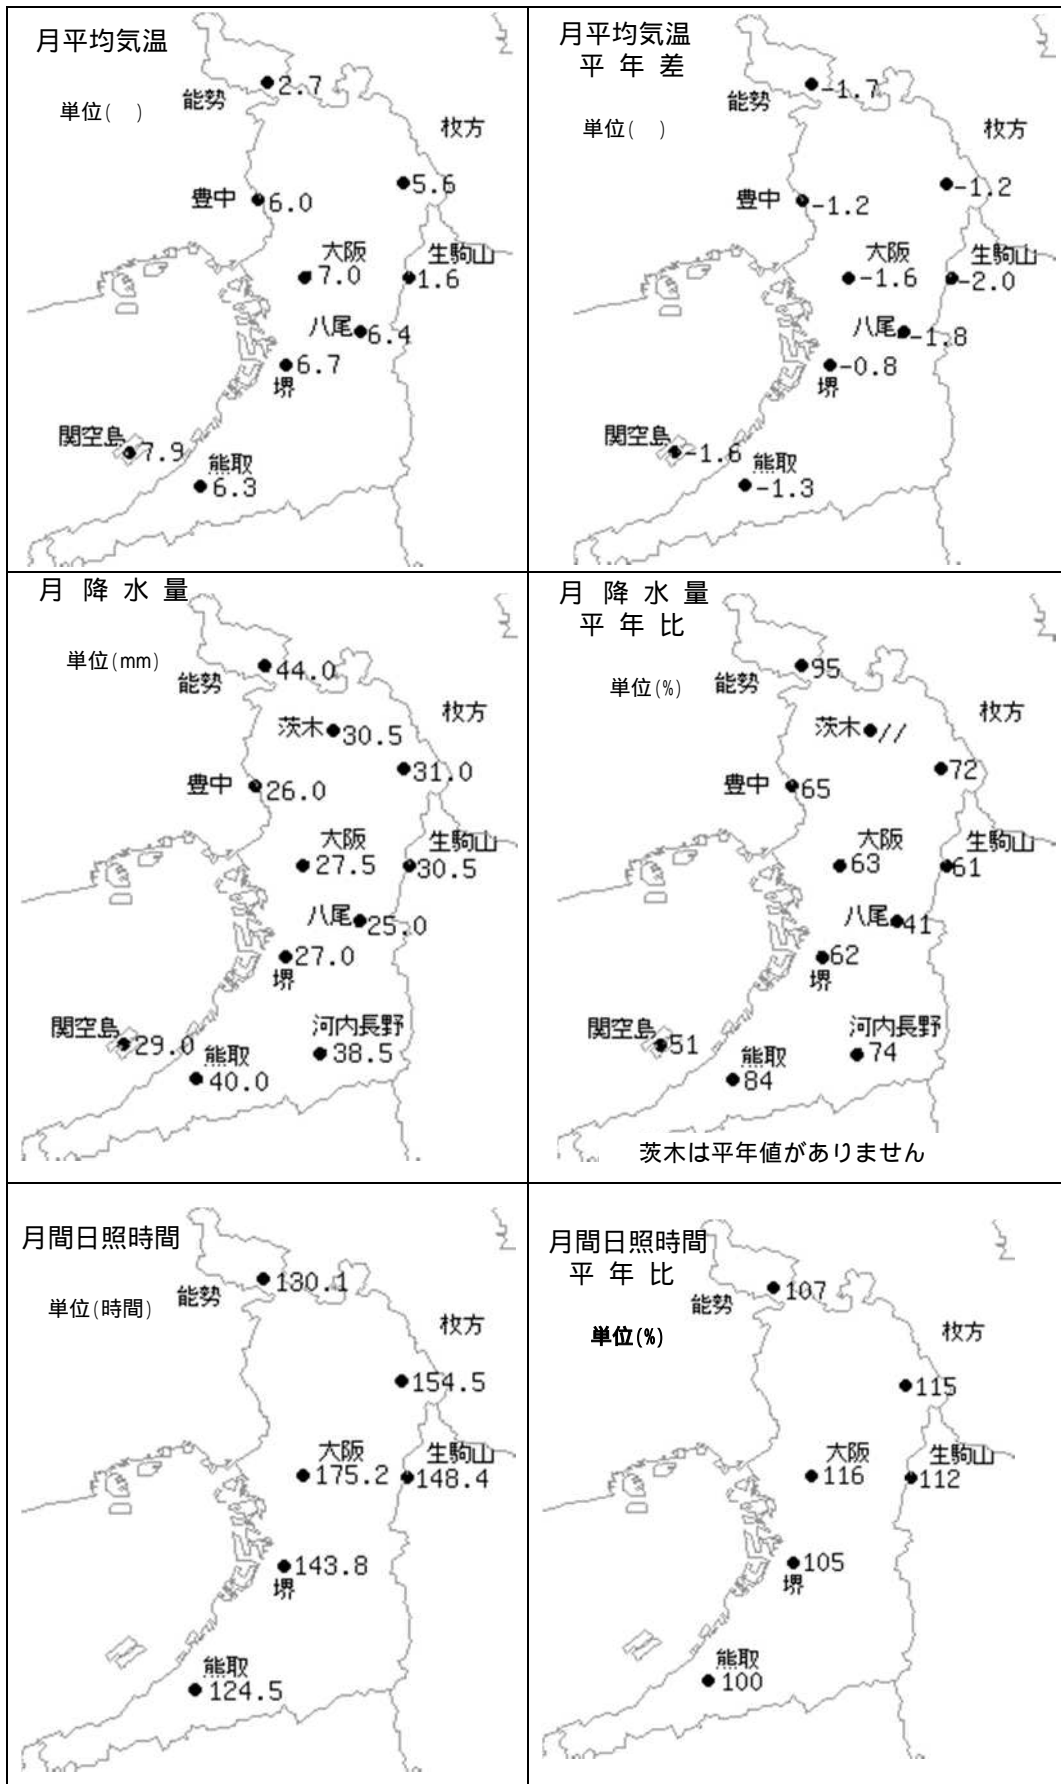 月平均気温
単位( )
能勢
2.7
枚方
5.6
豊中
6.0
大阪
7.0
生駒山
1.6
八尾
6.4
6.7
堺
関空島
7.9
熊取
6.3
月平均気温
平 年 差
単位( )
能勢
-1.7
枚方
-1.2
豊中
-1.2
大阪
-1.6
生駒山
-2.0
八尾
-1.8
-0.8
堺
関空島
-1.6
熊取
-1.3
月 降 水 量
単位(mm)
能勢
44.0
枚方
茨木
30.5
31.0
豊中
26.0
大阪
27.5
生駒山
30.5
八尾
25.0
27.0
堺
関空島
29.0
熊取
40.0
河内長野
38.5
月 降 水 量
平 年 比
単位(%)
能勢
95
枚方
茨木
//
72
豊中
65
大阪
63
生駒山
61
八尾
41
62
堺
関空島
51
熊取
84
河内長野
74
茨木は平年値がありません
月間日照時間
単位(時間)
能勢
130.1
枚方
154.5
大阪
175.2
生駒山
148.4
143.8
堺
熊取
124.5
月間日照時間
平 年 比
単位(%)
能勢
107
枚方
115
大阪
116
生駒山
112
105
堺
熊取
100